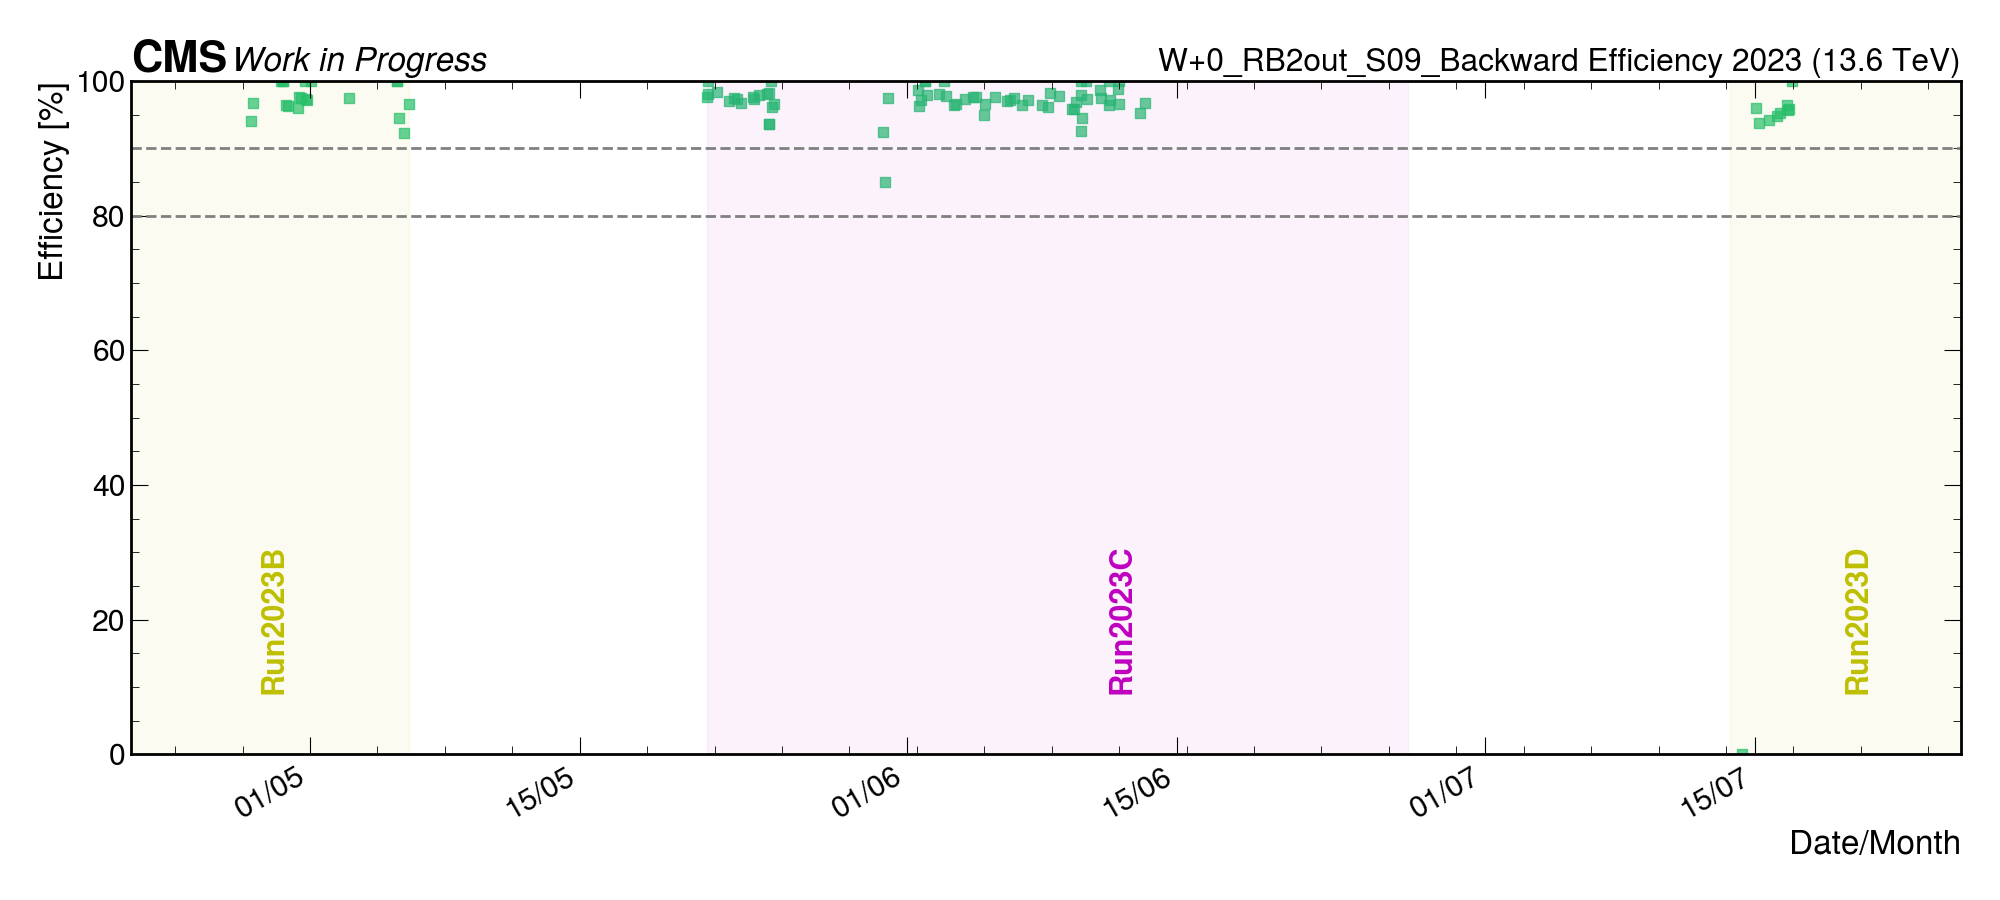 CMS Work in Progress
W+0_RB2out_S09_Backward Efficiency 2023 (13.6 TeV)
Efficiency [%]
100
80
60
40
20
0
Run2023B
Run2023C
Run2023D
01/05
15/05
01/06
15/06
01/07
15/07
Date/Month